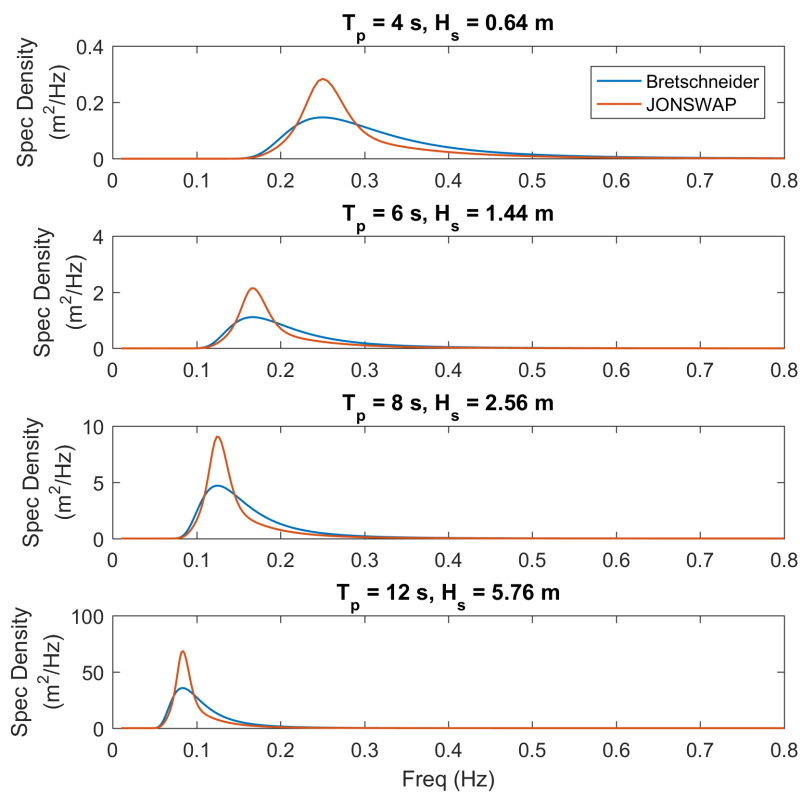 T_p = 4 s, H_s = 0.64 m
Spec Density
(m^2/Hz)
0.4
0.2
0
Bretschneider
JONSWAP
0 0.1 0.2 0.3 0.4 0.5 0.6 0.7 0.8
T_p = 6 s, H_s = 1.44 m
Spec Density
(m^2/Hz)
4
2
0
0 0.1 0.2 0.3 0.4 0.5 0.6 0.7 0.8
T_p = 8 s, H_s = 2.56 m
Spec Density
(m^2/Hz)
10
5
0
0 0.1 0.2 0.3 0.4 0.5 0.6 0.7 0.8
T_p = 12 s, H_s = 5.76 m
Spec Density
(m^2/Hz)
100
50
0
0 0.1 0.2 0.3 0.4 0.5 0.6 0.7 0.8
Freq (Hz)